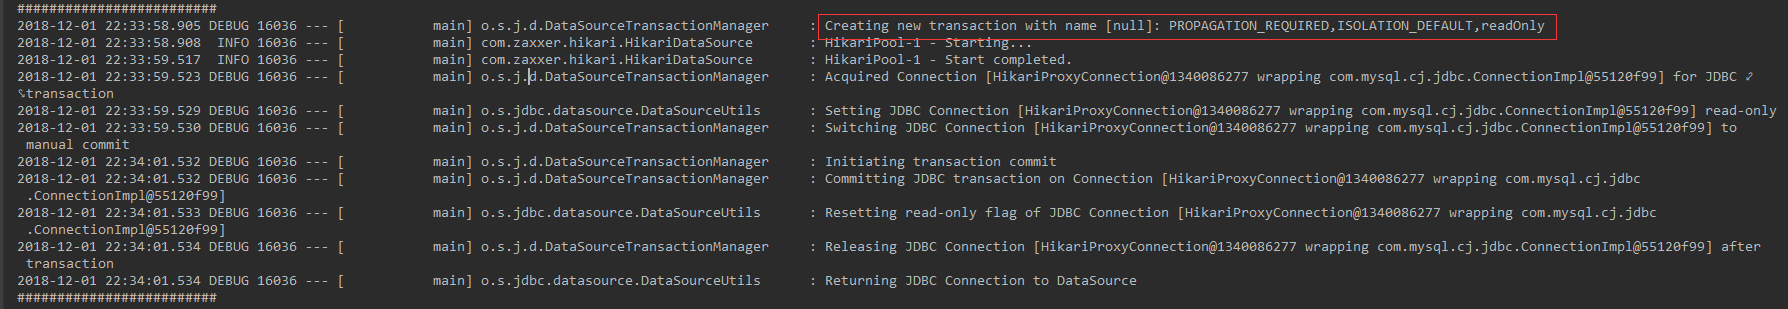 #########################
2018-12-01 22:33:58.905 DEBUG 16036 --- [           main] o.s.j.d.DataSourceTransactionManager     : Creating new transaction with name [null]: PROPAGATION_REQUIRED,ISOLATION_DEFAULT,readOnly
2018-12-01 22:33:58.908  INFO 16036 --- [           main] com.zaxxer.hikari.HikariDataSource       : HikariPool-1 - Starting...
2018-12-01 22:33:59.517  INFO 16036 --- [           main] com.zaxxer.hikari.HikariDataSource       : HikariPool-1 - Start completed.
2018-12-01 22:33:59.523 DEBUG 16036 --- [           main] o.s.j.d.DataSourceTransactionManager     : Acquired Connection [HikariProxyConnection@1340086277 wrapping com.mysql.cj.jdbc.ConnectionImpl@55120f99] for JDBC
transaction
2018-12-01 22:33:59.529 DEBUG 16036 --- [           main] o.s.jdbc.datasource.DataSourceUtils      : Setting JDBC Connection [HikariProxyConnection@1340086277 wrapping com.mysql.cj.jdbc.ConnectionImpl@55120f99] read-only
2018-12-01 22:33:59.530 DEBUG 16036 --- [           main] o.s.j.d.DataSourceTransactionManager     : Switching JDBC Connection [HikariProxyConnection@1340086277 wrapping com.mysql.cj.jdbc.ConnectionImpl@55120f99] to
manual commit
2018-12-01 22:34:01.532 DEBUG 16036 --- [           main] o.s.j.d.DataSourceTransactionManager     : Initiating transaction commit
2018-12-01 22:34:01.532 DEBUG 16036 --- [           main] o.s.j.d.DataSourceTransactionManager     : Committing JDBC transaction on Connection [HikariProxyConnection@1340086277 wrapping com.mysql.cj.jdbc
.ConnectionImpl@55120f99]
2018-12-01 22:34:01.533 DEBUG 16036 --- [           main] o.s.jdbc.datasource.DataSourceUtils      : Resetting read-only flag of JDBC Connection [HikariProxyConnection@1340086277 wrapping com.mysql.cj.jdbc
.ConnectionImpl@55120f99]
2018-12-01 22:34:01.534 DEBUG 16036 --- [           main] o.s.j.d.DataSourceTransactionManager     : Releasing JDBC Connection [HikariProxyConnection@1340086277 wrapping com.mysql.cj.jdbc.ConnectionImpl@55120f99] after
transaction
2018-12-01 22:34:01.534 DEBUG 16036 --- [           main] o.s.jdbc.datasource.DataSourceUtils      : Returning JDBC Connection to DataSource
#########################